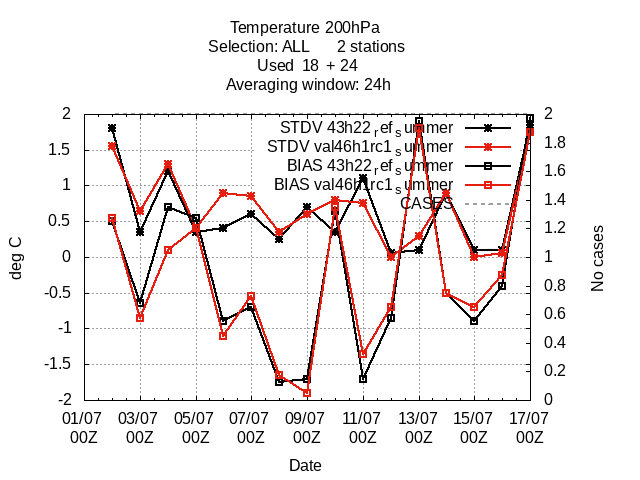 Temperature 200hPa
Selection: ALL 2 stations
Used 18 + 24
Averaging window: 24h
STDV 43h22_ref_summer
STDV val46h1rc1_summer
BIAS 43h22_ref_summer
BIAS val46h1rc1_summer
CASES
deg C
2
1.5
1
0.5
0
-0.5
-1
-1.5
-2
No cases
2
1.8
1.6
1.4
1.2
1
0.8
0.6
0.4
0.2
0
01/07 03/07 05/07 07/07 09/07 11/07 13/07 15/07 17/07
00Z 00Z 00Z 00Z 00Z 00Z 00Z 00Z 00Z
Date